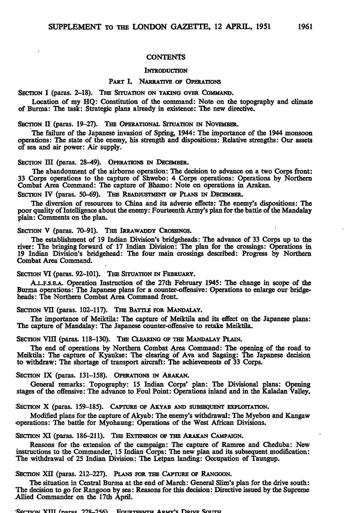 SUPPLEMENT TO THE LONDON GAZETTE, 12 APRIL, 1951 1961
CONTENTS
INTRODUCTION
PART I. NARRATIVE OF OPERATIONS
SECTION I (paras. 2-18). THE SITUATION ON TAKING OVER COMMAND.
Location of my HQ: Constitution of the command: Note on the topography and climate
of Burma: The task: Strategic plans already in existence: The new directive.
SECTION II (paras. 19-27). THE OPERATIONAL SITUATION IN NOVEMBER.
The failure of the Japanese invasion of Spring, 1944: The importance of the 1944 monsoon
operations: The state of the enemy, his strength and dispositions: Relative strengths: Our assets
of sea and air power: Air supply.
SECTION III (paras. 28-49). OPERATIONS IN DECEMBER.
The abandonment of the airborne operation: The decision to advance on a two Corps front:
33 Corps operations to the capture of Shwebo: 4 Corps operations: Operations by Northern
Combat Area Command: The capture of Bhamo: Note on operations in Arakan.
SECTION IV (paras. 50-69). THE READJUSTMENT OF PLANS IN DECEMBER.
The diversion of resources to China and its adverse effects: The enemy's dispositions: The
poor quality of Intelligence about the enemy: Fourteenth Army's plan for the battle of the Mandalay
plain: Comments on the plan.
SECTION V (paras. 70-91). THE IRRAWADDY CROSSINGS.
The establishment of 19 Indian Division's bridgeheads: The advance of 33 Corps up to the
river: The bringing forward of 17 Indian Division: The plan for the crossings: Operations in
19 Indian Division's bridgehead: The four main crossings described: Progress by Northern
Combat Area Command.
SECTION VI (paras. 92-101). THE SITUATION IN FEBRUARY.
A.L.F.S.E.A. Operation Instruction of the 27th February 1945: The change in scope of the
Burma operations: The Japanese plans for a counter-offensive: Operations to enlarge our bridge-
heads: The Northern Combat Area Command front.
SECTION VII (paras. 102-117). THE BATTLE FOR MANDALAY.
The importance of Meiktila: The capture of Meiktila and its effect on the Japanese plans:
The capture of Mandalay: The Japanese counter-offensive to retake Meiktila.
SECTION VIII (paras. 118-130). THE CLEARING OF THE MANDALAY PLAIN.
The end of operations by Northern Combat Area Command: The opening of the road to
Meiktila: The capture of Kyaukse: The clearing of Ava and Sagaing: The Japanese decision
to withdraw: The shortage of transport aircraft: The achievements of 33 Corps.
SECTION IX (paras. 131-158). OPERATIONS IN ARAKAN.
General remarks: Topography: 15 Indian Corps' plan: The Divisional plans: Opening
stages of the offensive: The advance to Foul Point: Operations inland and in the Kaladan Valley.
SECTION X (paras. 159-185). CAPTURE OF AKYAB AND SUBSEQUENT EXPLOITATION.
Modified plans for the capture of Akyab: The enemy's withdrawal: The Myebon and Kangaw
operations: The battle for Myohaung: Operations of the West African Divisions.
SECTION XI (paras. 186-211). THE EXTENSION OF THE ARAKAN CAMPAIGN.
Reasons for the extension of the campaign: The capture of Ramree and Cheduba: New
instructions to the Commander, 15 Indian Corps: The new plan and its subsequent modification:
The withdrawal of 25 Indian Division: The Letpan landing: Occupation of Taungup.
SECTION XII (paras. 212-227). PLANS FOR THE CAPTURE OF RANGOON.
The situation in Central Burma at the end of March: General Slim's plan for the drive south:
The decision to go for Rangoon by sea: Reasons for this decision: Directive issued by the Supreme
Allied Commander on the 17th April.
SECTION XIII (paras. 228-256). FOURTEENTH ARMY'S DRIVE SOUTH.